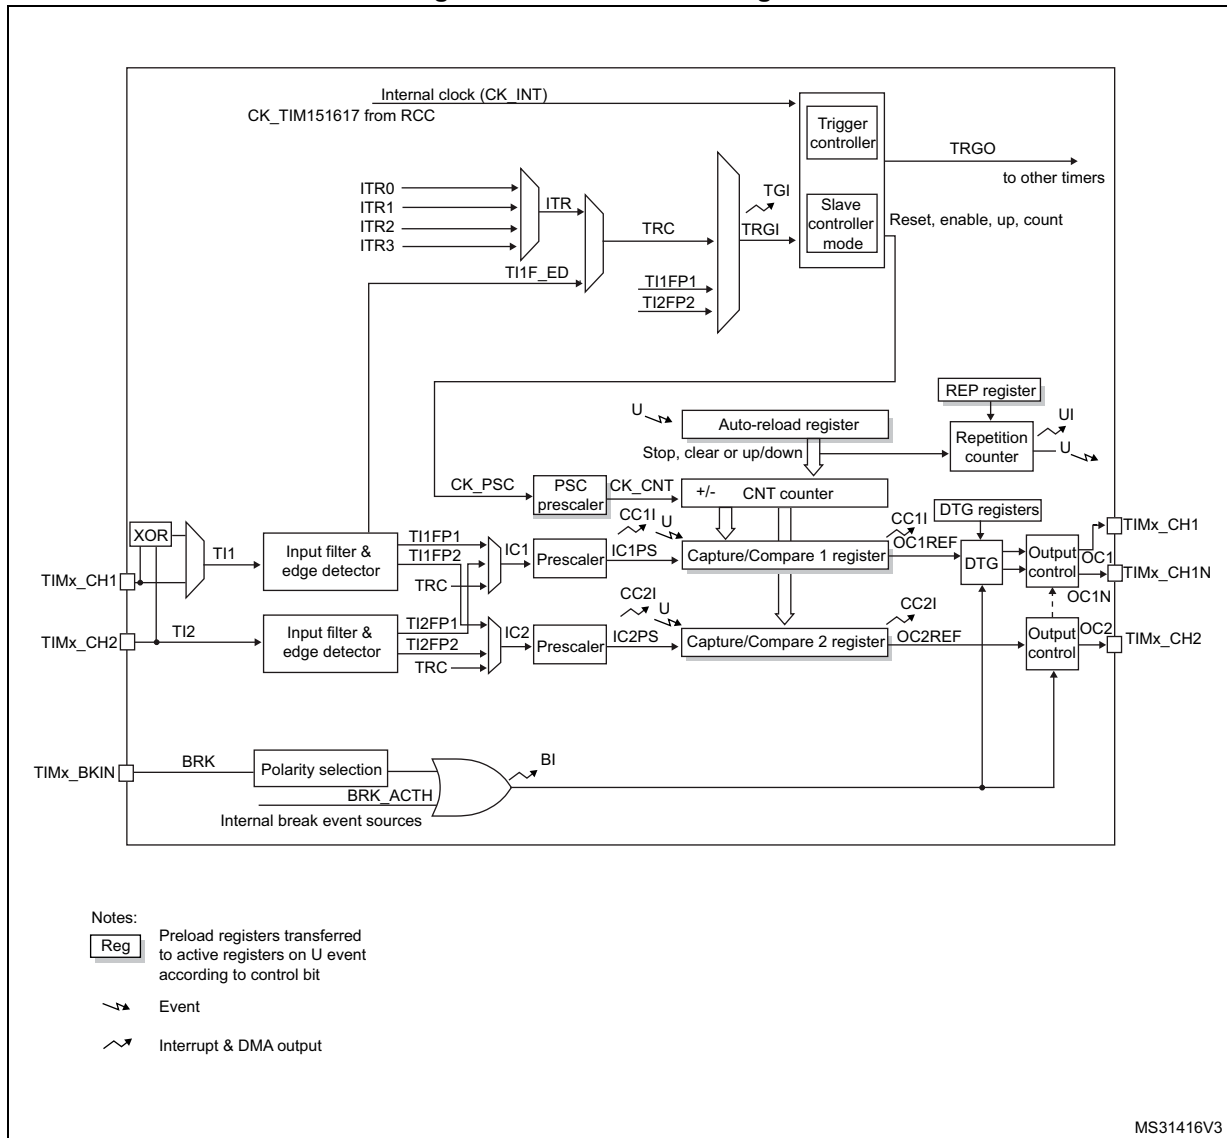 Internal clock (CK_INT)
CK_TIM151617 from RCC
Trigger
controller
TRGO
to other timers
ITR0
ITR1
ITR2
ITR3
ITR
TI1F_ED
TRC
TGI
TRGI
TI1FP1
TI2FP2
Slave
controller
mode
Reset, enable, up, count
REP register
U
Auto-reload register
UI
Repetition
counter
U
Stop, clear or up/down
CK_PSC
PSC
prescaler
CK_CNT
+/-
CNT counter
DTG registers
XOR
TI1
Input filter &
edge detector
TI1FP1
TI1FP2
TRC
IC1
Prescaler
IC1PS
CC1I
U
Capture/Compare 1 register
CC1I
OC1REF
DTG
Output
control
OC1
OC1N
TIMx_CH1
TIMx_CH1N
TIMx_CH1
TIMx_CH2
TI2
Input filter &
edge detector
TI2FP1
TI2FP2
TRC
IC2
Prescaler
IC2PS
CC2I
U
Capture/Compare 2 register
CC2I
OC2REF
Output
control
OC2
TIMx_CH2
TIMx_BKIN
BRK
Polarity selection
BRK_ACTH
Internal break event sources
BI
Notes:
Reg
Preload registers transferred
to active registers on U event
according to control bit
Event
Interrupt & DMA output
MS31416V3